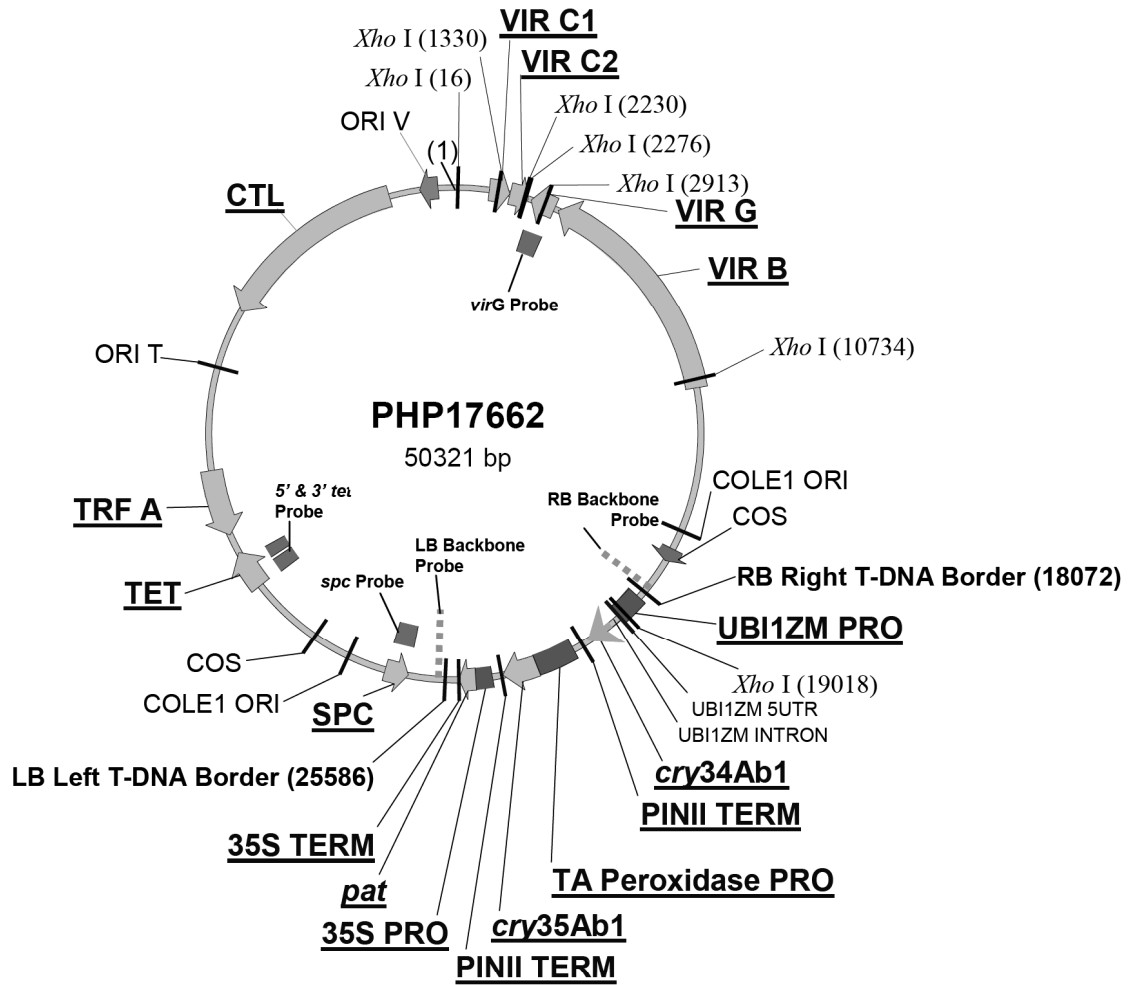 VIR C1
Xho I (1330)
VIR C2
Xho I (16)
Xho I (2230)
ORI V
Xho I (2276)
(1)
Xho I (2913)
CTL
VIR G
VIR B
virG Probe
ORI T
Xho I (10734)
PHP17662
50321 bp
COLE1 ORI
5' & 3' tet
Probe
RB Backbone
Probe
TRF A
COS
LB Backbone
Probe
spc Probe
RB Right T-DNA Border (18072)
TET
UBI1ZM PRO
COS
Xho I (19018)
COLE1 ORI
SPC
UBI1ZM 5UTR
UBI1ZM INTRON
LB Left T-DNA Border (25586)
cry34Ab1
PINII TERM
35S TERM
TA Peroxidase PRO
pat
cry35Ab1
35S PRO
PINII TERM